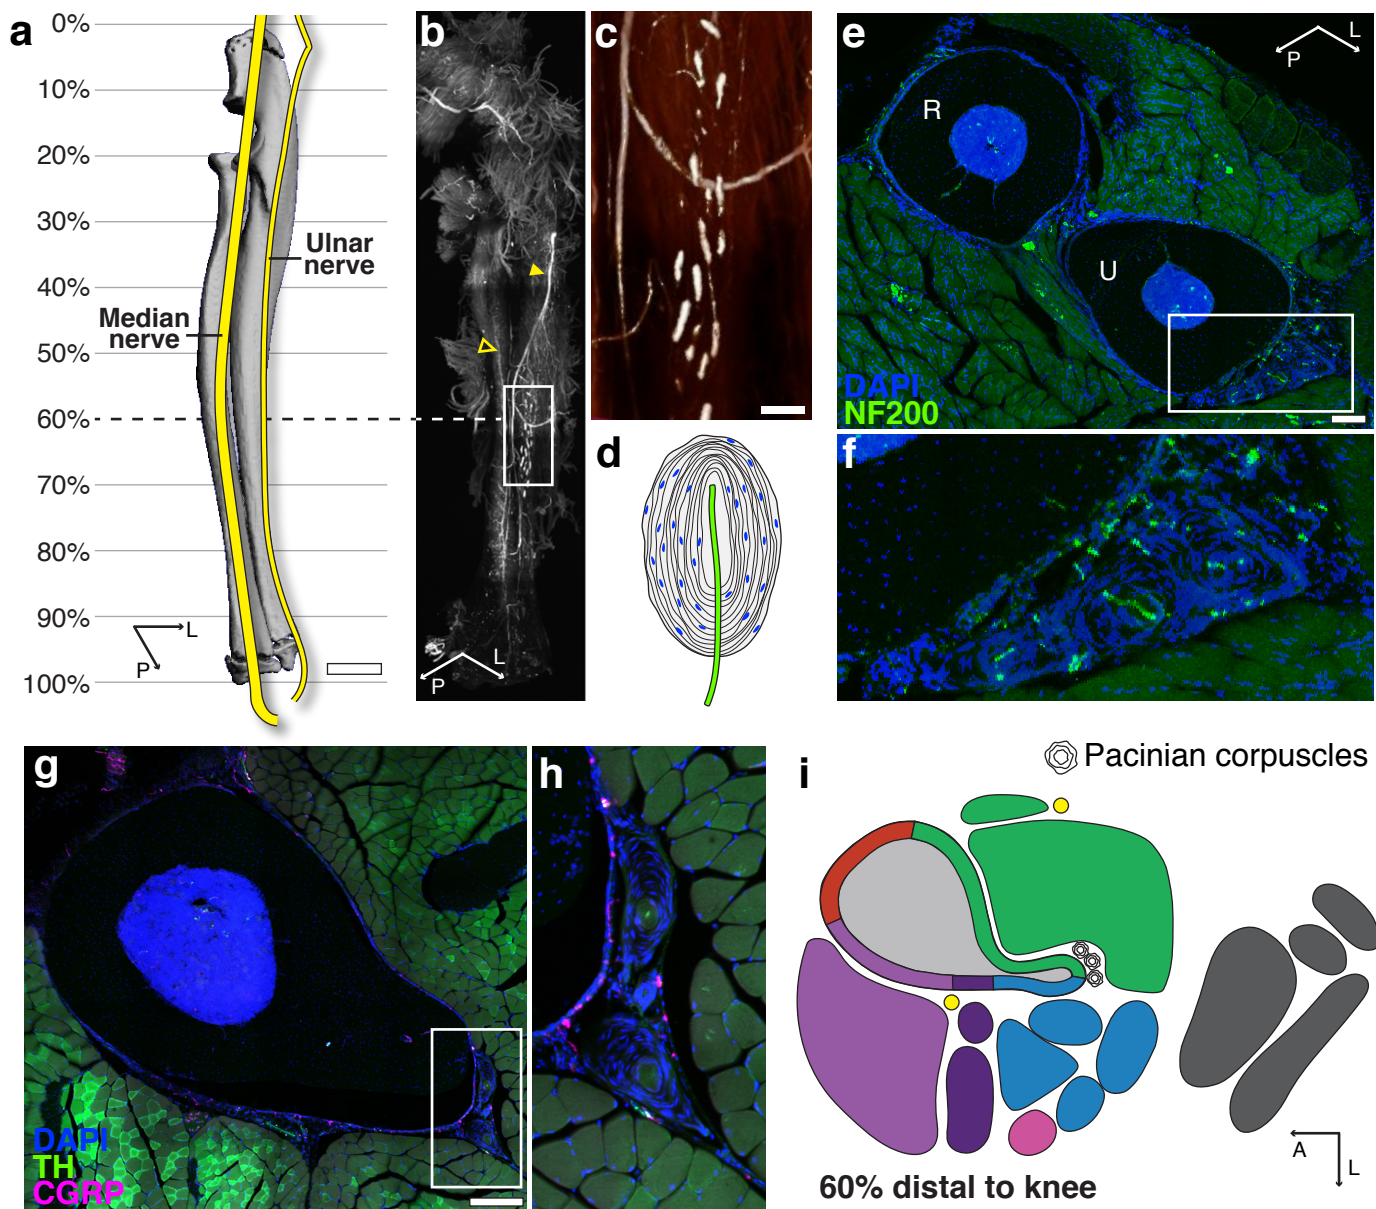 a
0%
10%
20%
30%
40%
50%
60%
70%
80%
90%
100%
Ulnar
nerve
Median
nerve
L
P
b
P
L
c
d
e
R
U
P
L
DAPI
NF200
f
g
DAPI
TH
CGRP
h
i
Pacinian corpuscles
60% distal to knee
A
L